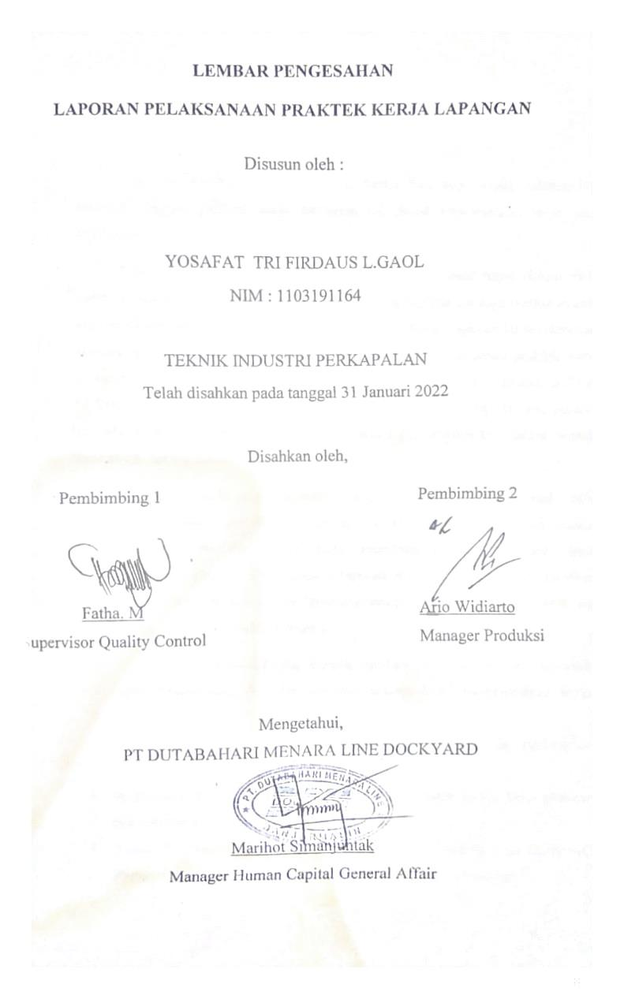 LEMBAR PENGESAHAN
LAPORAN PELAKSANAAN PRAKTEK KERJA LAPANGAN
Disusun oleh :
YOSAFAT TRI FIRDAUS L.GAOL
NIM : 1103191164
TEKNIK INDUSTRI PERKAPALAN
Telah disahkan pada tanggal 31 Januari 2022
Disahkan oleh,
Pembimbing 1
Pembimbing 2
Fatha. M
Ario Widiarto
upervisor Quality Control
Manager Produksi
Mengetahui,
PT DUTABAHARI MENARA LINE DOCKYARD
PT. DUTABAHARI MENARA LINE
Marihot Simanjuntak
Manager Human Capital General Affair